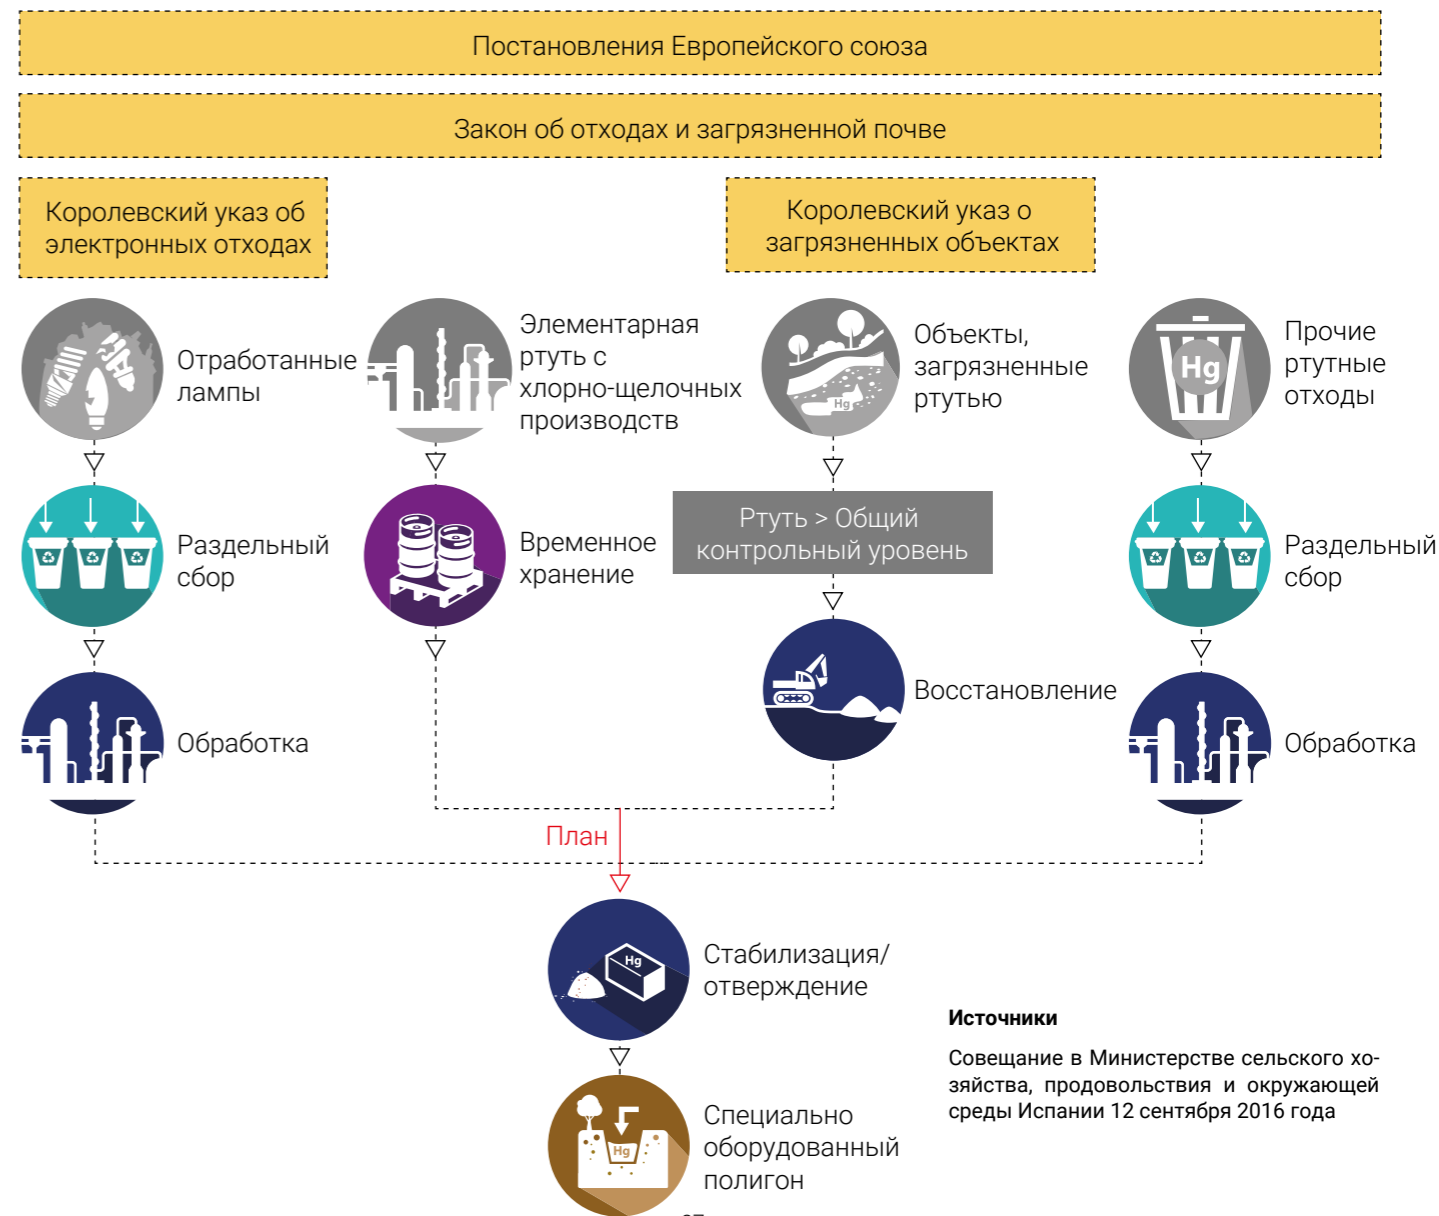 Постановления Европейского союза
Закон об отходах и загрязненной почве
Королевский указ об
электронных отходах
Королевский указ о
загрязненных объектах
Отработанные
лампы
Элементарная
ртуть с
хлорно-щелочных
производств
Hg
Объекты,
загрязненные
ртутью
Hg
Прочие
ртутные
отходы
Раздельный
сбор
Временное
хранение
Ртуть > Общий
контрольный уровень
Раздельный
сбор
Обработка
Восстановление
Обработка
План
Hg
Стабилизация/
отверждение
Hg
Специально
оборудованный
полигон
Источники
Совещание в Министерстве сельского хо-
зяйства, продовольствия и окружающей
среды Испании 12 сентября 2016 года